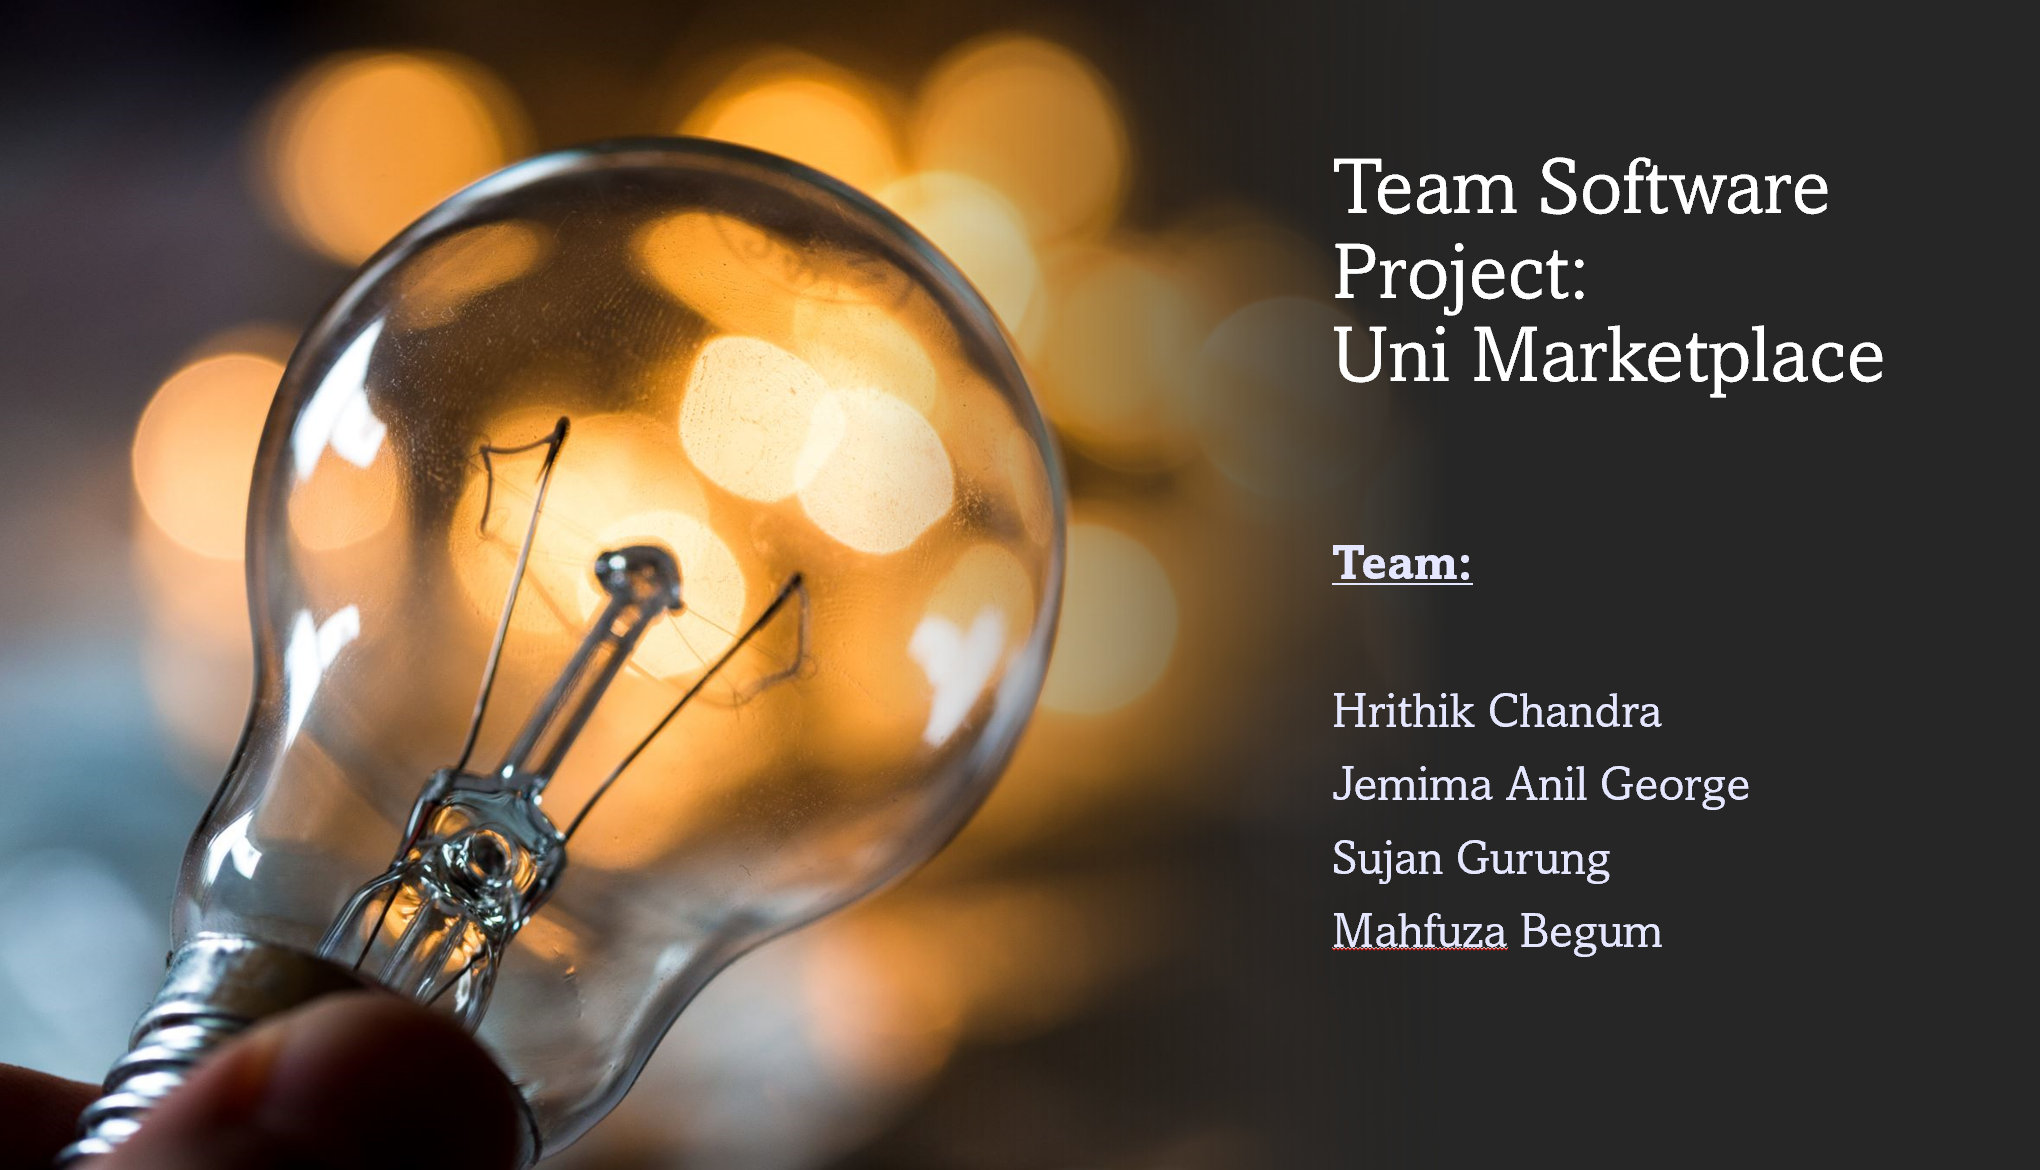 Team Software
Project:
Uni Marketplace
Team:
Hrithik Chandra
Jemima Anil George
Sujan Gurung
Mahfuza Begum